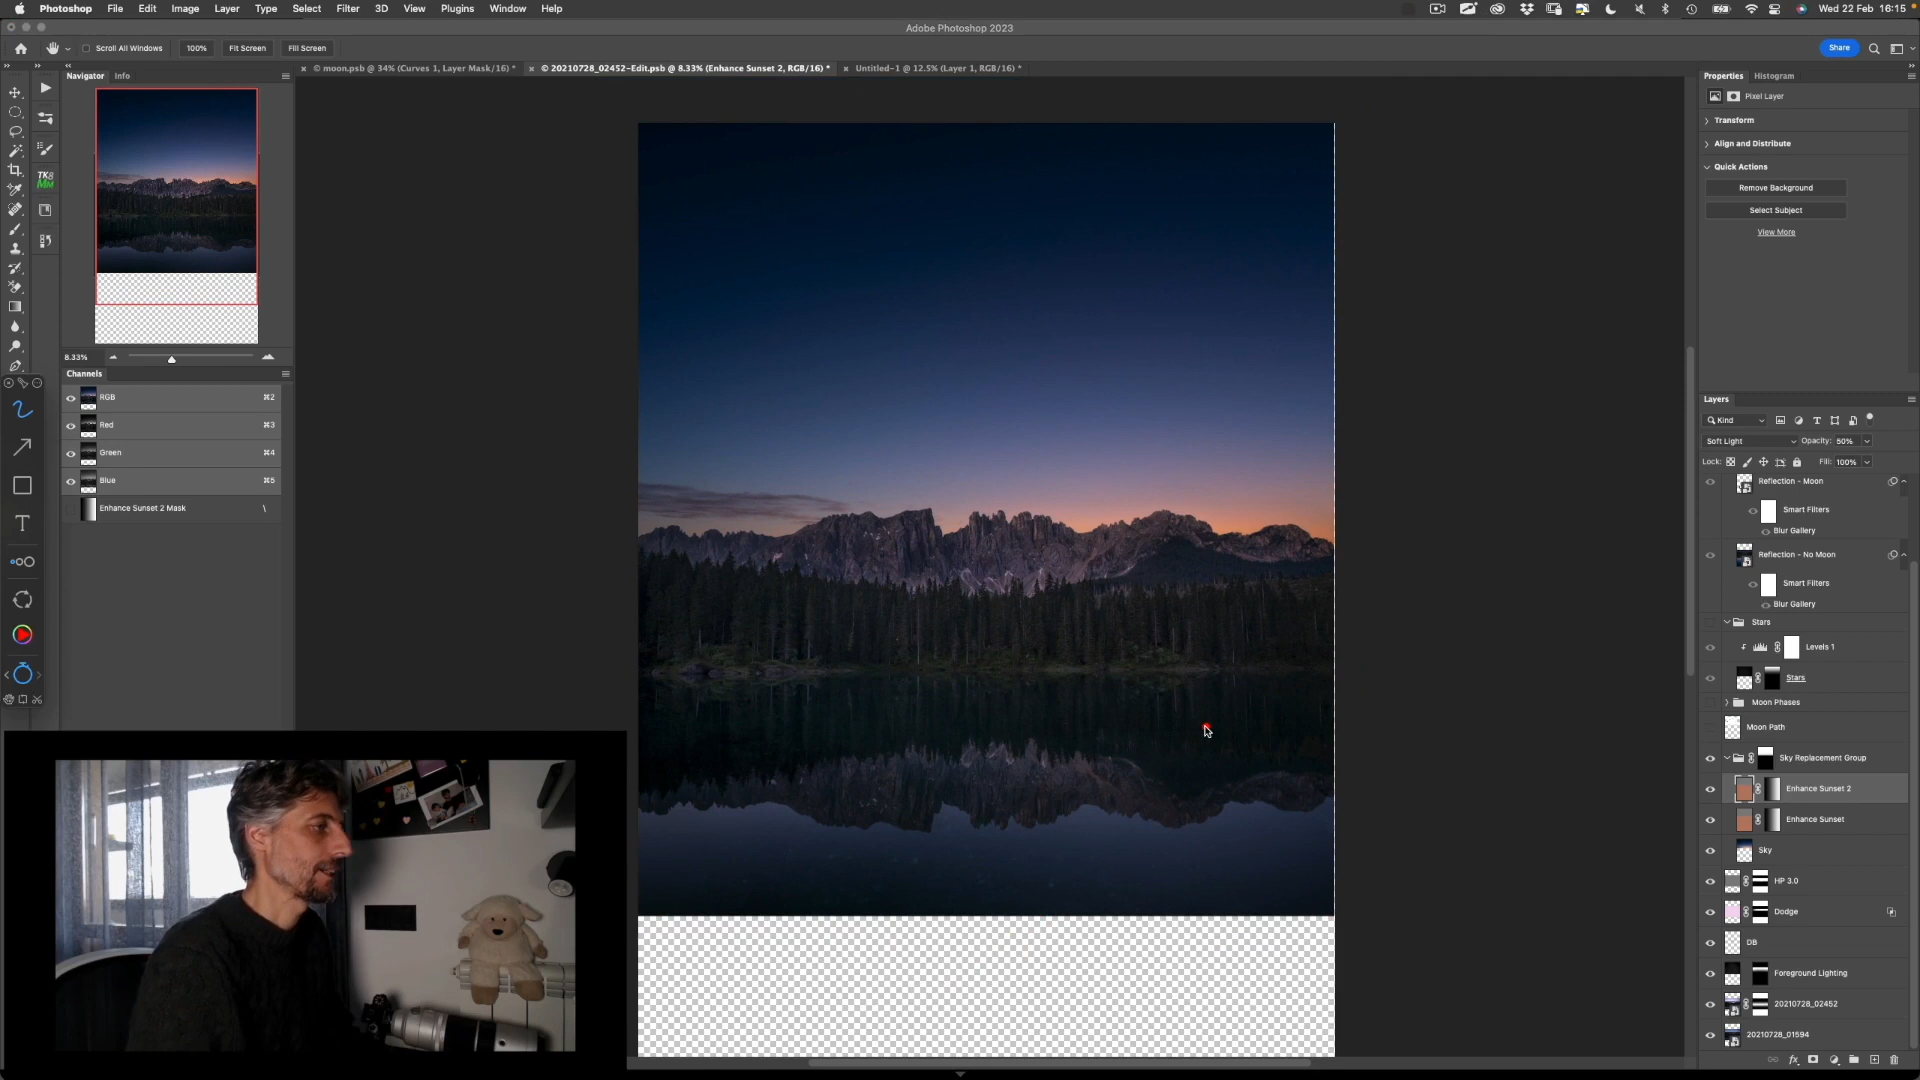 Photoshop File Edit Image Layer Type Select Filter 3D View Plugins Window Help Wed 22 Feb 16:15
Adobe Photoshop 2023
Scroll All Windows 100% Fit Screen Fill Screen Share
Navigator Info
© moon.psb @ 34% (Curves 1, Layer Mask/16) * © 20210728_02452-Edit.psb @ 8.33% (Enhance Sunset 2, RGB/16) * Untitled-1 @ 12.5% (Layer 1, RGB/16) *
TK8
MM
8.33%
Channels
RGB ⌘2
Red ⌘3
Green ⌘4
Blue ⌘5
Enhance Sunset 2 Mask \
T
Properties Histogram
Pixel Layer
Transform
Align and Distribute
Quick Actions
Remove Background
Select Subject
View More
Layers
Kind
Soft Light Opacity: 50%
Lock: Fill: 100%
Reflection - Moon
Smart Filters
Blur Gallery
Reflection - No Moon
Smart Filters
Blur Gallery
Stars
Levels 1
Stars
Moon Phases
Moon Path
Sky Replacement Group
Enhance Sunset 2
Enhance Sunset
Sky
HP 3.0
Dodge
DB
Foreground Lighting
20210728_02452
20210728_01594
fx